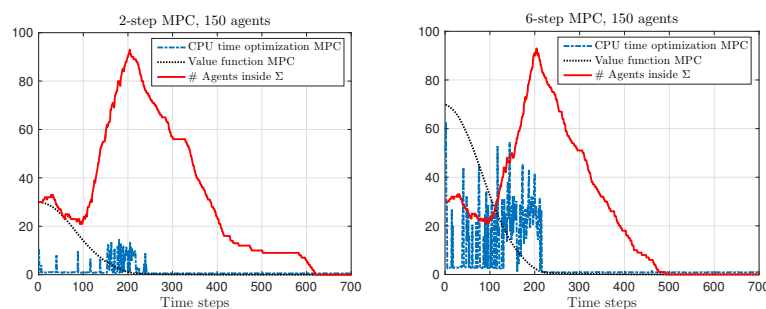 2-step MPC, 150 agents
100
80
60
40
20
0
0 100 200 300 400 500 600 700
Time steps
CPU time optimization MPC
Value function MPC
# Agents inside Σ
6-step MPC, 150 agents
100
80
60
40
20
0
0 100 200 300 400 500 600 700
Time steps
CPU time optimization MPC
Value function MPC
# Agents inside Σ